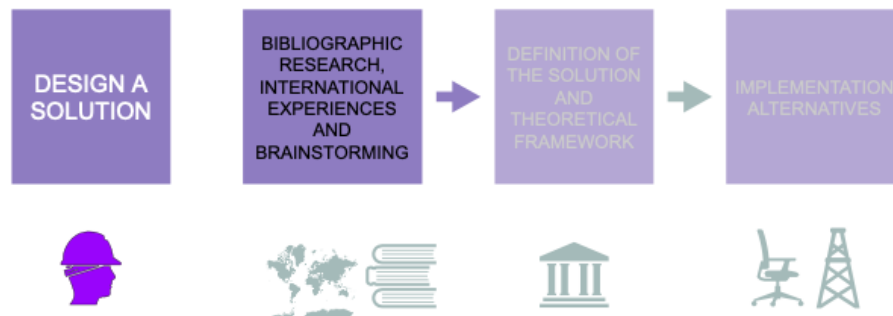 DESIGN A
SOLUTION
BIBLIOGRAPHIC
RESEARCH,
INTERNATIONAL
EXPERIENCES
AND
BRAINSTORMING
DEFINITION OF
THE SOLUTION
AND
THEORETICAL
FRAMEWORK
IMPLEMENTATION
ALTERNATIVES